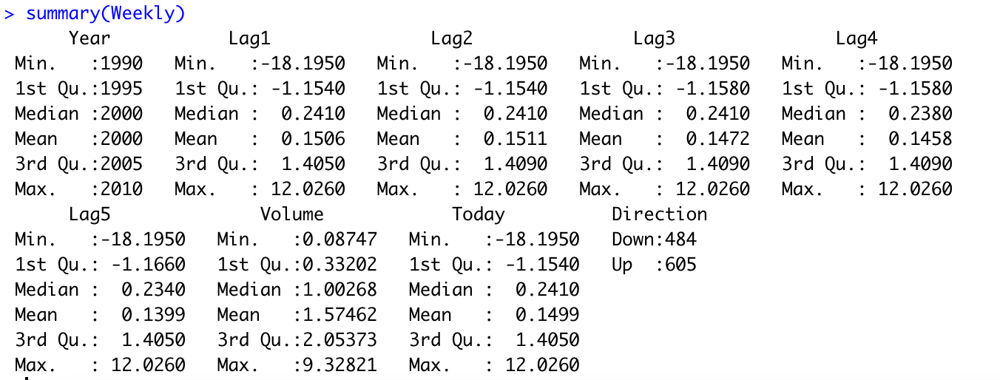 > summary(Weekly)
      Year           Lag1               Lag2               Lag3               Lag4
 Min.   :1990   Min.   :-18.1950   Min.   :-18.1950   Min.   :-18.1950   Min.   :-18.1950
 1st Qu.:1995   1st Qu.: -1.1540   1st Qu.: -1.1540   1st Qu.: -1.1580   1st Qu.: -1.1580
 Median :2000   Median :  0.2410   Median :  0.2410   Median :  0.2410   Median :  0.2380
 Mean   :2000   Mean   :  0.1506   Mean   :  0.1511   Mean   :  0.1472   Mean   :  0.1458
 3rd Qu.:2005   3rd Qu.:  1.4050   3rd Qu.:  1.4090   3rd Qu.:  1.4090   3rd Qu.:  1.4090
 Max.   :2010   Max.   : 12.0260   Max.   : 12.0260   Max.   : 12.0260   Max.   : 12.0260
      Lag5              Volume            Today          Direction
 Min.   :-18.1950   Min.   :0.08747   Min.   :-18.1950   Down:484
 1st Qu.: -1.1660   1st Qu.:0.33202   1st Qu.: -1.1540   Up  :605
 Median :  0.2340   Median :1.00268   Median :  0.2410
 Mean   :  0.1399   Mean   :1.57462   Mean   :  0.1499
 3rd Qu.:  1.4050   3rd Qu.:2.05373   3rd Qu.:  1.4050
 Max.   : 12.0260   Max.   :9.32821   Max.   : 12.0260